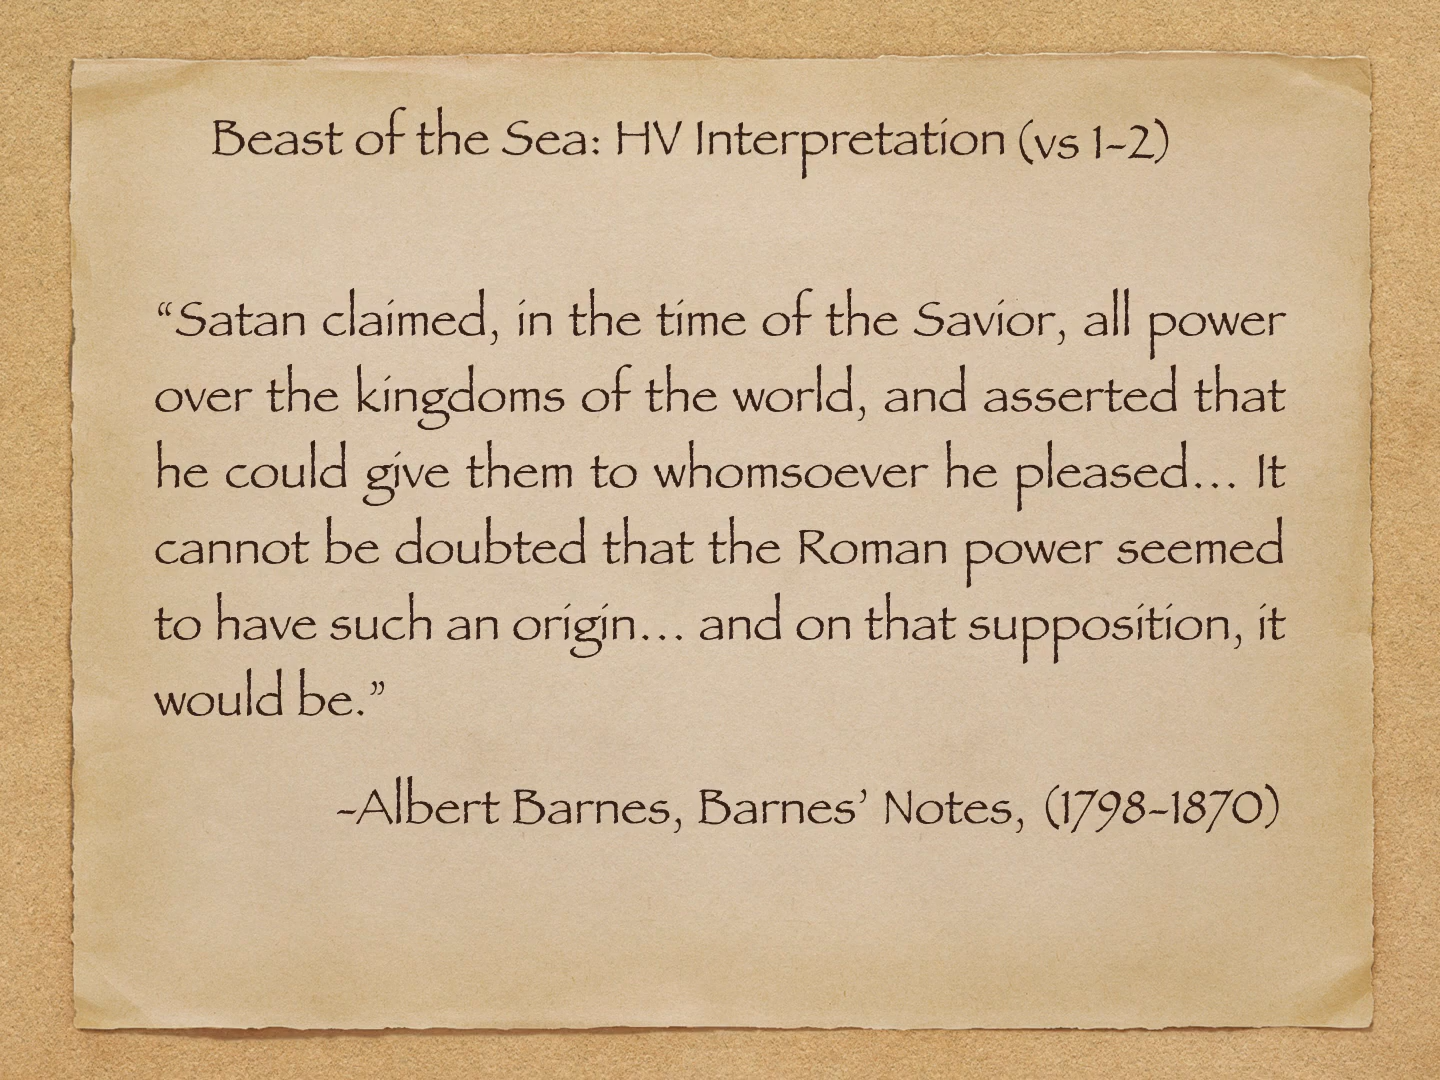 Beast of the Sea: HV Interpretation (vs 1-2)
“Satan claimed, in the time of the Savior, all power
over the kingdoms of the world, and asserted that
he could give them to whomsoever he pleased… It
cannot be doubted that the Roman power seemed
to have such an origin… and on that supposition, it
would be.”
-Albert Barnes, Barnes’ Notes, (1798-1870)